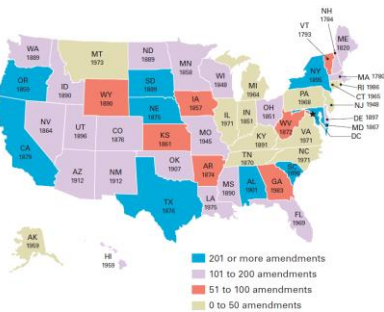 NH
1784
VT
1793
ME
1820
WA
1889
MT
1973
ND
1889
MN
1858
OR
1859
ID
1890
WY
1890
SD
1889
WI
1848
MI
1964
NY
1895
MA 1780
RI 1986
CT 1965
NJ 1948
PA
1968
IA
1857
NE
1875
NV
1864
UT
1896
CO
1876
IL
1971
IN
1851
OH
1851
DE 1897
MD 1867
DC
CA
1879
KS
1861
MO
1945
KY
1891
WV
1872
VA
1971
AZ
1912
NM
1912
OK
1907
AR
1874
TN
1870
NC
1971
TX
1876
LA
1975
MS
1890
AL
1901
GA
1983
FL
1969
AK
1959
HI
1959
201 or more amendments
101 to 200 amendments
51 to 100 amendments
0 to 50 amendments